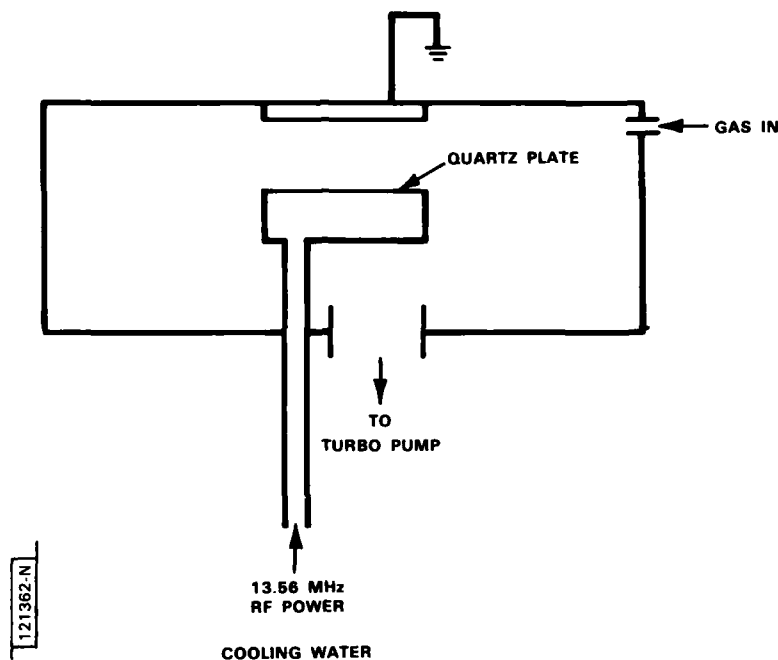 GAS IN
QUARTZ PLATE
TO
TURBO PUMP
13.56 MHz
RF POWER
COOLING WATER
121362-N